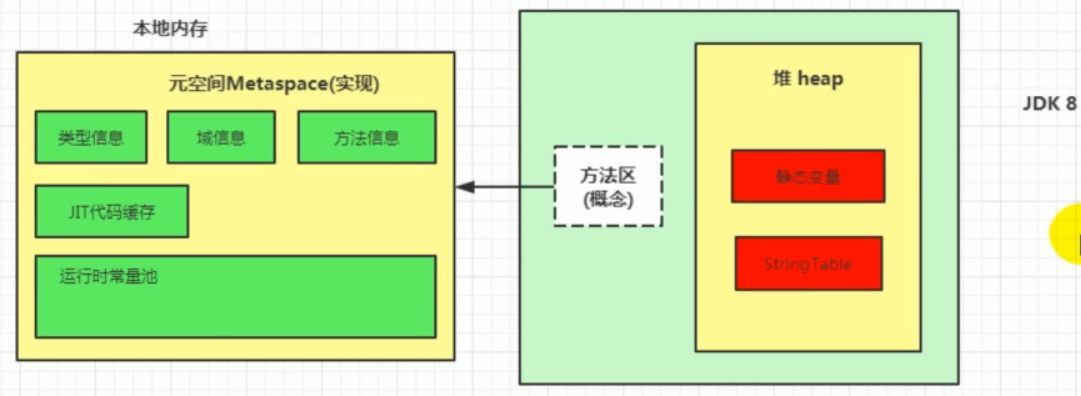 本地内存
元空间Metaspace(实现)
类型信息
域信息
方法信息
JIT代码缓存
运行时常量池
方法区
(概念)
堆 heap
静态变量
StringTable
JDK 8